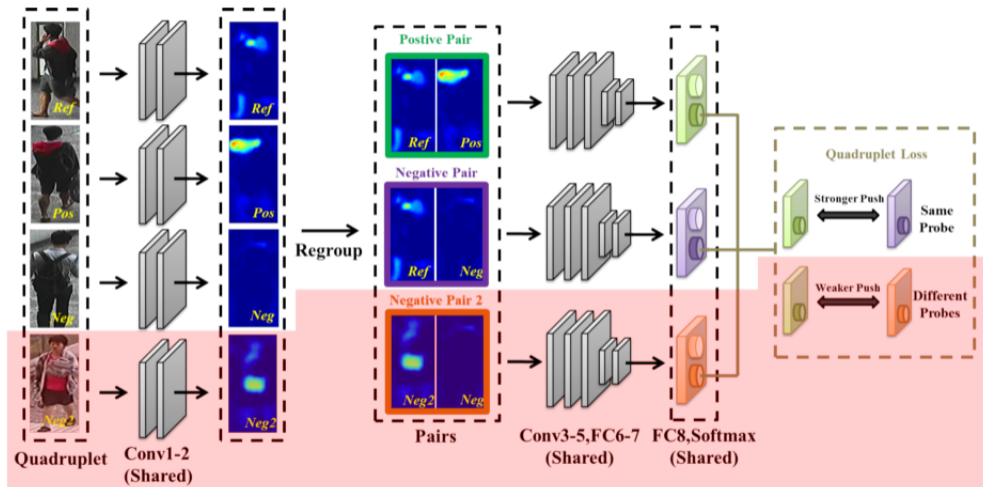 Ref
Pos
Neg
Neg2
Quadruplet
Conv1-2
(Shared)
Ref
Pos
Neg
Neg2
Regroup
Postive Pair
Ref Pos
Negative Pair
Ref Neg
Negative Pair 2
Neg2 Neg
Pairs
Conv3-5,FC6-7
(Shared)
FC8,Softmax
(Shared)
Quadruplet Loss
Stronger Push
Same
Probe
Weaker Push
Different
Probes